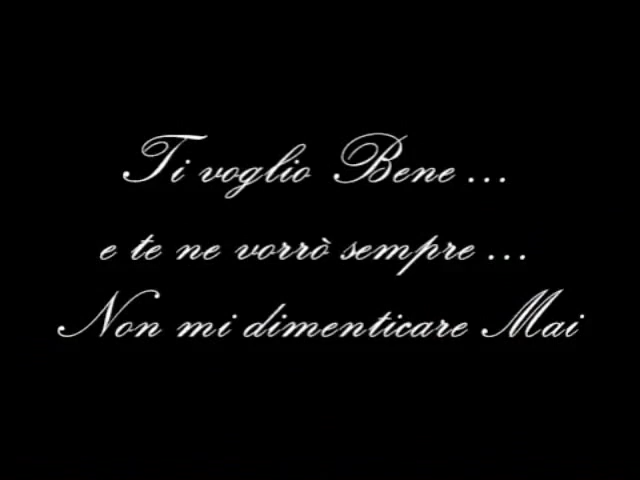 Ti voglio Bene ...
e te ne vorrò sempre ...
Non mi dimenticare Mai